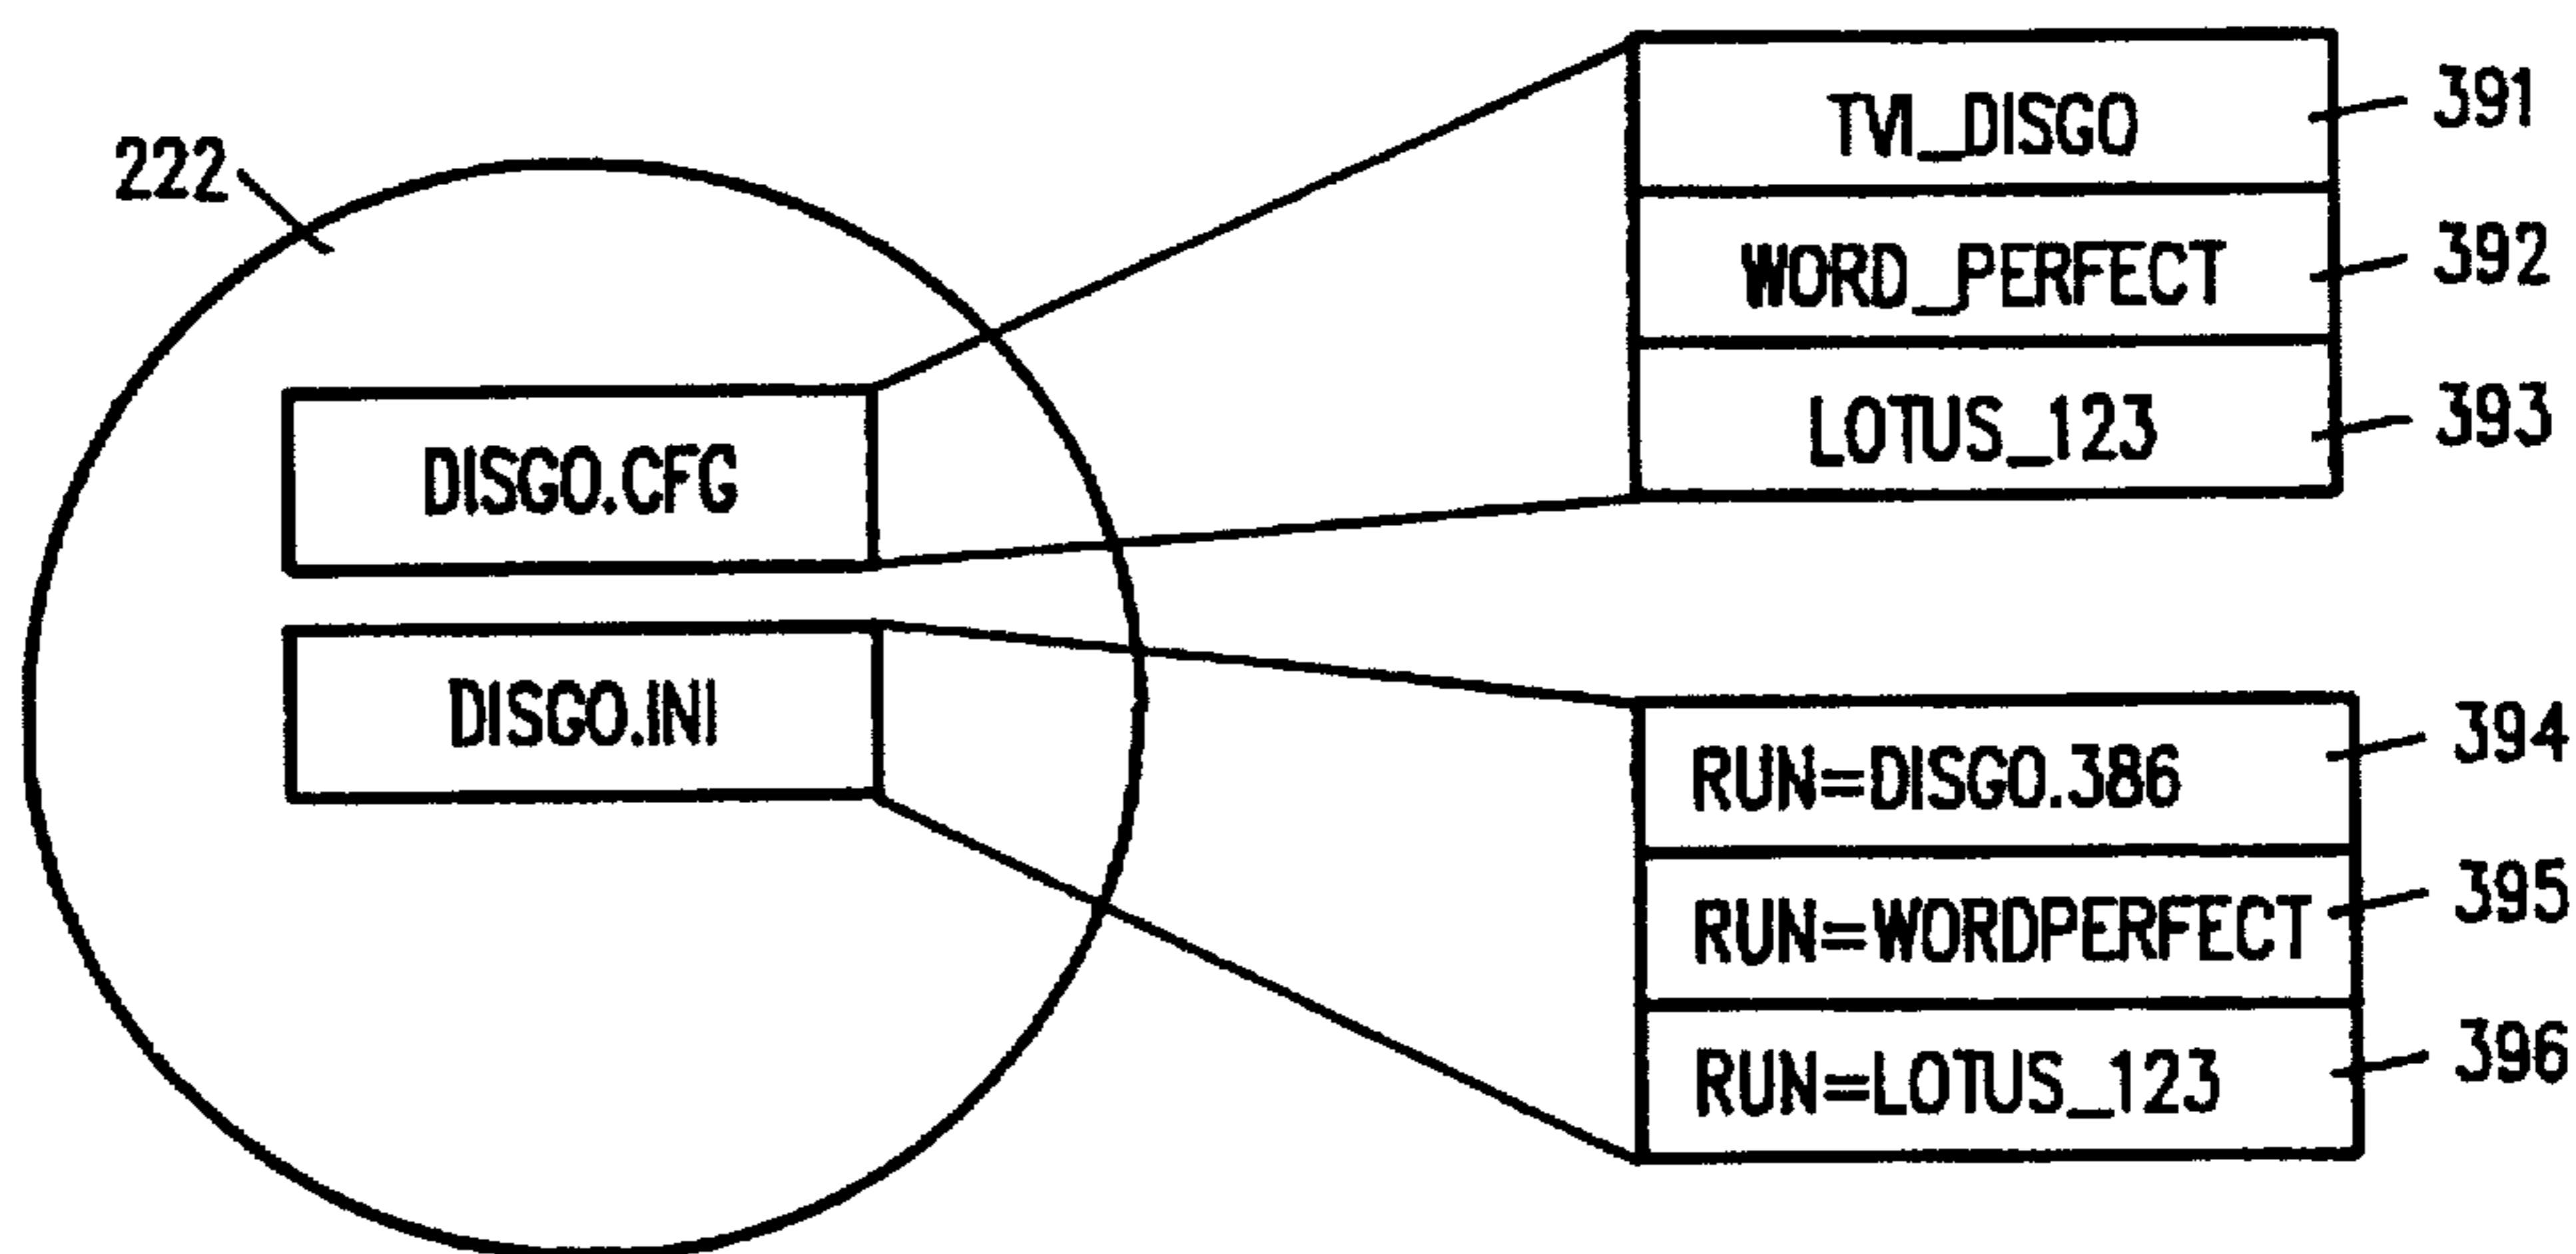 222
DISGO.CFG
DISGO.INI
TVI_DISGO
391
WORD_PERFECT
392
LOTUS_123
393
RUN=DISGO.386
394
RUN=WORDPERFECT
395
RUN=LOTUS_123
396